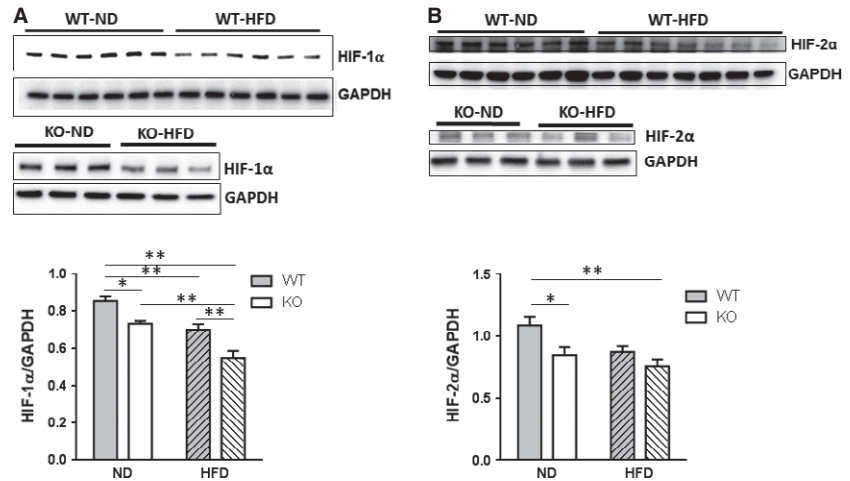 A
WT-ND WT-HFD
HIF-1α
GAPDH
KO-ND KO-HFD
HIF-1α
GAPDH
**
**
*
**
**
WT
KO
1.0
0.8
0.6
0.4
0.2
0.0
HIF-1α/GAPDH
ND HFD
B
WT-ND WT-HFD
HIF-2α
GAPDH
KO-ND KO-HFD
HIF-2α
GAPDH
**
*
WT
KO
1.5
1.0
0.5
0.0
HIF-2α/GAPDH
ND HFD